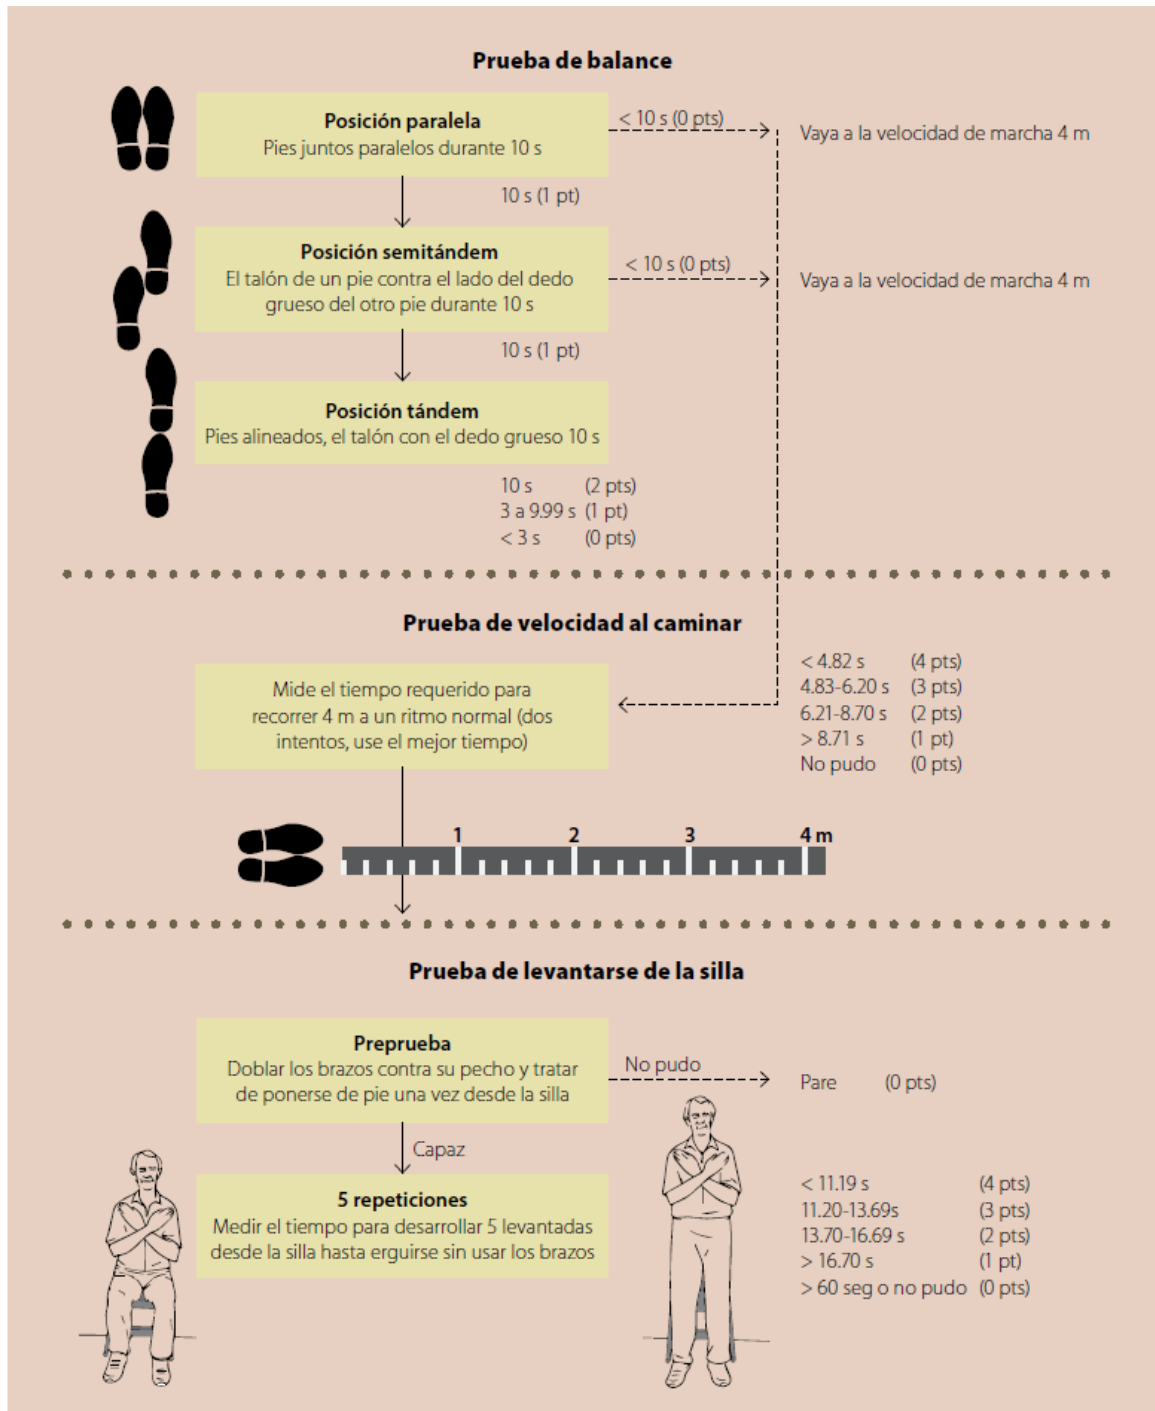 Prueba de balance
Posición paralela
Pies juntos paralelos durante 10 s
< 10 s (0 pts)
Vaya a la velocidad de marcha 4 m
10 s (1 pt)
Posición semitándem
El talón de un pie contra el lado del dedo
grueso del otro pie durante 10 s
< 10 s (0 pts)
Vaya a la velocidad de marcha 4 m
10 s (1 pt)
Posición tándem
Pies alineados, el talón con el dedo grueso 10 s
10 s (2 pts)
3 a 9.99 s (1 pt)
< 3 s (0 pts)
Prueba de velocidad al caminar
Mide el tiempo requerido para
recorrer 4 m a un ritmo normal (dos
intentos, use el mejor tiempo)
< 4.82 s (4 pts)
4.83-6.20 s (3 pts)
6.21-8.70 s (2 pts)
> 8.71 s (1 pt)
No pudo (0 pts)
1 2 3 4 m
Prueba de levantarse de la silla
Preprueba
Doblar los brazos contra su pecho y tratar
de ponerse de pie una vez desde la silla
No pudo
Pare (0 pts)
Capaz
5 repeticiones
Medir el tiempo para desarrollar 5 levantadas
desde la silla hasta erguirse sin usar los brazos
< 11.19 s (4 pts)
11.20-13.69s (3 pts)
13.70-16.69 s (2 pts)
> 16.70 s (1 pt)
> 60 seg o no pudo (0 pts)